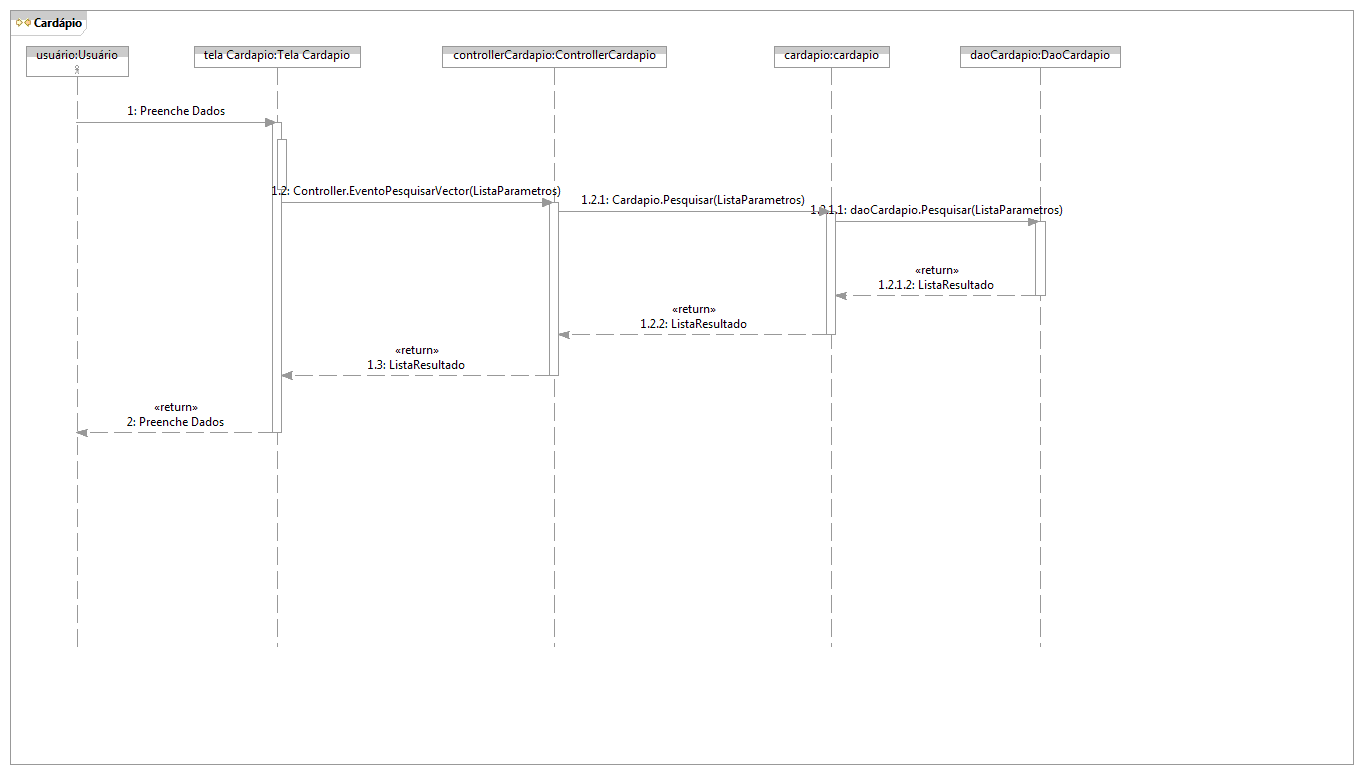 Cardápio
usuário:Usuário
tela Cardapio:Tela Cardapio
controllerCardapio:ControllerCardapio
cardapio:cardapio
daoCardapio:DaoCardapio
1: Preenche Dados
1.2: Controller.EventoPesquisarVector(ListaParametros)
1.2.1: Cardapio.Pesquisar(ListaParametros)
1.2.1.1: daoCardapio.Pesquisar(ListaParametros)
«return»
1.2.1.2: ListaResultado
«return»
1.2.2: ListaResultado
«return»
1.3: ListaResultado
«return»
2: Preenche Dados